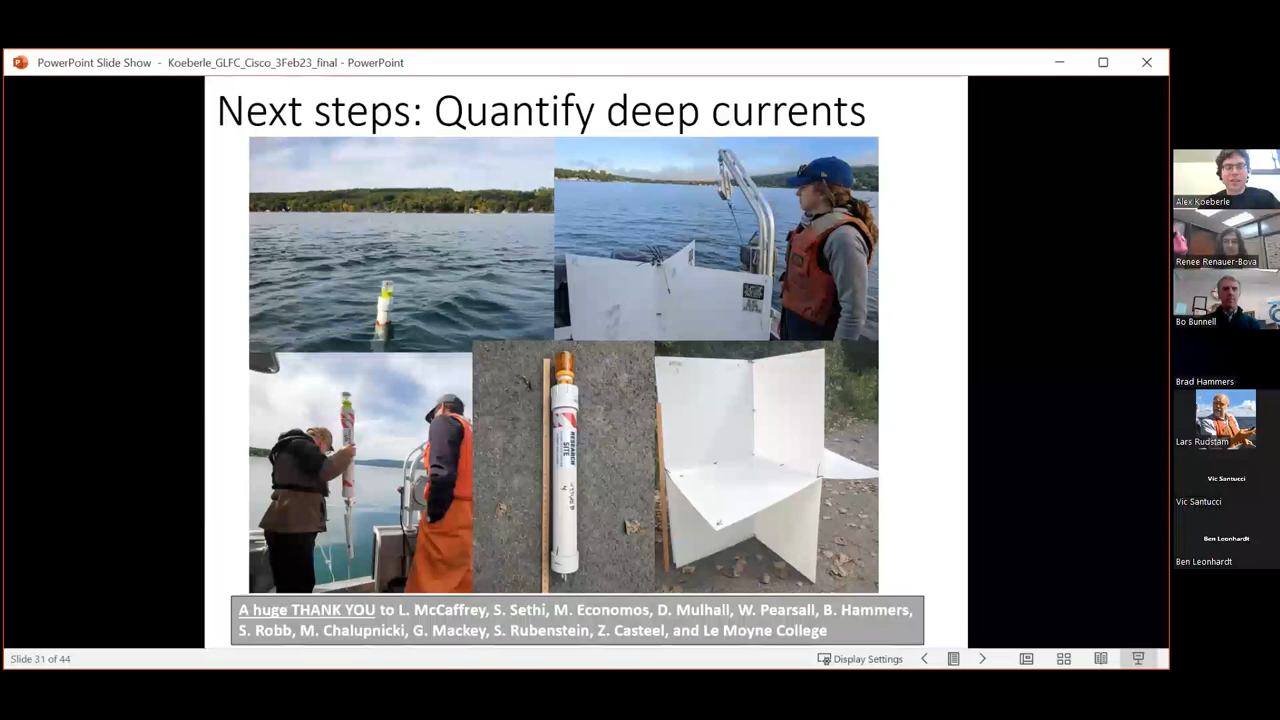 PowerPoint Slide Show - Koeberle_GLFC_Cisco_3Feb23_final - PowerPoint
Next steps: Quantify deep currents
RESEARCH
SITE
A huge THANK YOU to L. McCaffrey, S. Sethi, M. Economos, D. Mulhall, W. Pearsall, B. Hammers,
S. Robb, M. Chalupnicki, G. Mackey, S. Rubenstein, Z. Casteel, and Le Moyne College
Slide 31 of 44
Display Settings
Alex Koeberle
Renee Renauer-Bova
Bo Bunnell
Brad Hammers
Lars Rudstam
Vic Santucci
Vic Santucci
Ben Leonhardt
Ben Leonhardt